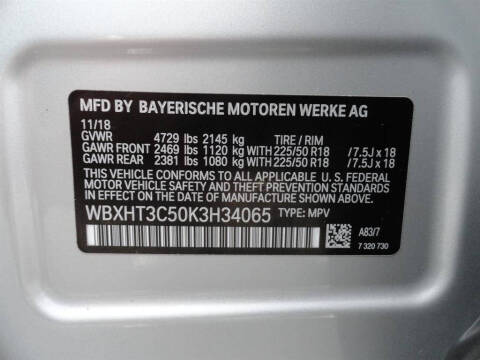 MFD BY BAYERISCHE MOTOREN WERKE AG
11/18
GVWR 4729 lbs 2145 kg TIRE / RIM
GAWR FRONT 2469 lbs 1120 kg WITH 225/50 R18 /7.5J x 18
GAWR REAR 2381 lbs 1080 kg WITH 225/50 R18 /7.5J x 18
THIS VEHICLE CONFORMS TO ALL APPLICABLE U. S. FEDERAL
MOTOR VEHICLE SAFETY AND THEFT PREVENTION STANDARDS
IN EFFECT ON THE DATE OF MANUFACTURE SHOWN ABOVE.
WBXHT3C50K3H34065 TYPE: MPV
A83/7
7 320 730